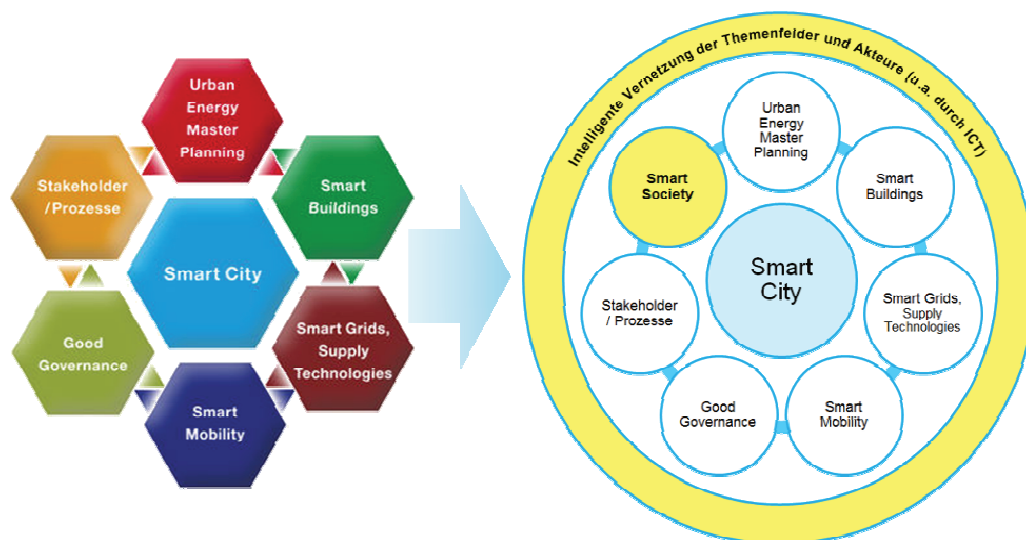 Urban
Energy
Master
Planning
Stakeholder
/Prozesse
Smart
Buildings
Smart City
Good
Governance
Smart Grids,
Supply
Technologies
Smart
Mobility
Intelligente Vernetzung der Themenfelder und Akteure (u.a. durch ICT)
Urban
Energy
Master
Planning
Smart
Society
Smart
Buildings
Smart
City
Stakeholder
/ Prozesse
Smart Grids,
Supply
Technologies
Good
Governance
Smart
Mobility